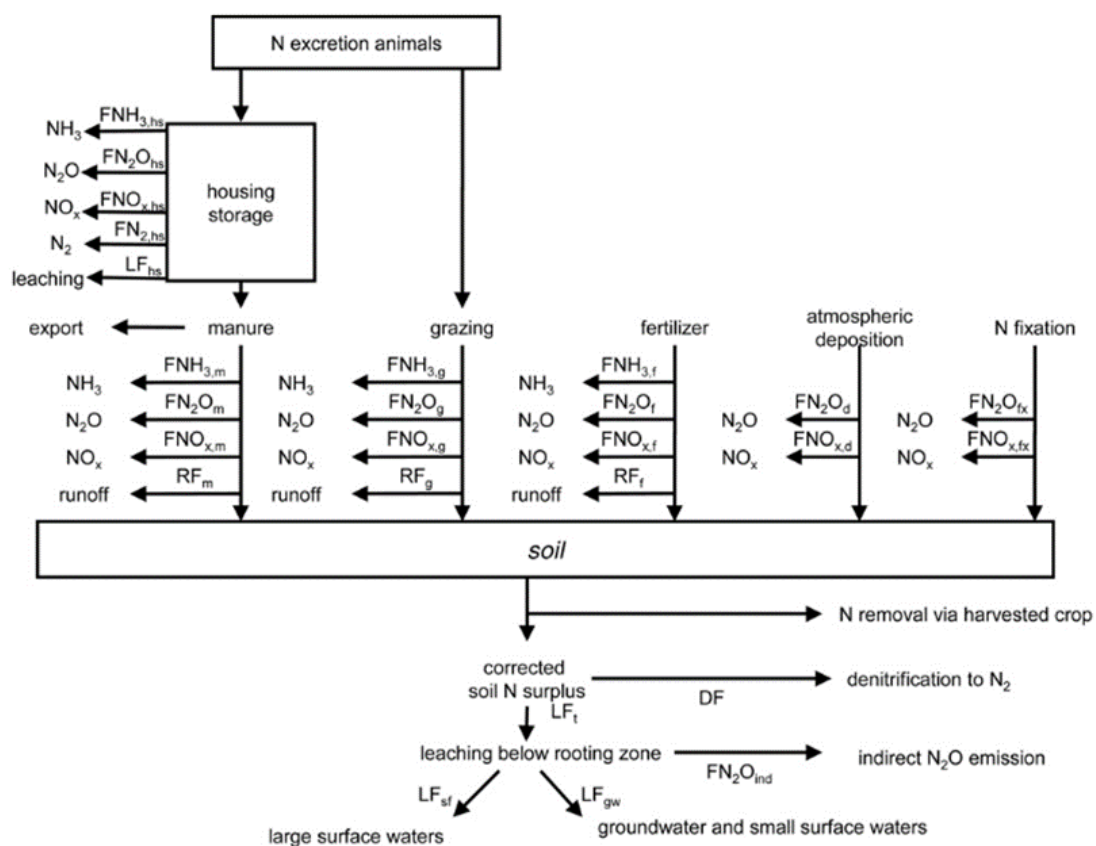 N excretion animals
FNH₃,hs
NH₃
FN₂Ohs
N₂O
FNOx,hs
NOx
FN₂,hs
N₂
LFhs
leaching
housing
storage
export
manure
grazing
fertilizer
atmospheric
deposition
N fixation
FNH₃,m
NH₃
FN₂Om
N₂O
FNOx,m
NOx
RFm
runoff
FNH₃,g
NH₃
FN₂Og
N₂O
FNOx,g
NOx
RFg
runoff
FNH₃,f
NH₃
FN₂Of
N₂O
FNOx,f
NOx
RFf
runoff
FN₂Od
N₂O
FNOx,d
NOx
FN₂Ofx
N₂O
FNOx,fx
NOx
soil
N removal via harvested crop
corrected
soil N surplus
DF
denitrification to N₂
LFt
leaching below rooting zone
FN₂Oind
indirect N₂O emission
LFsf
LFgw
large surface waters
groundwater and small surface waters